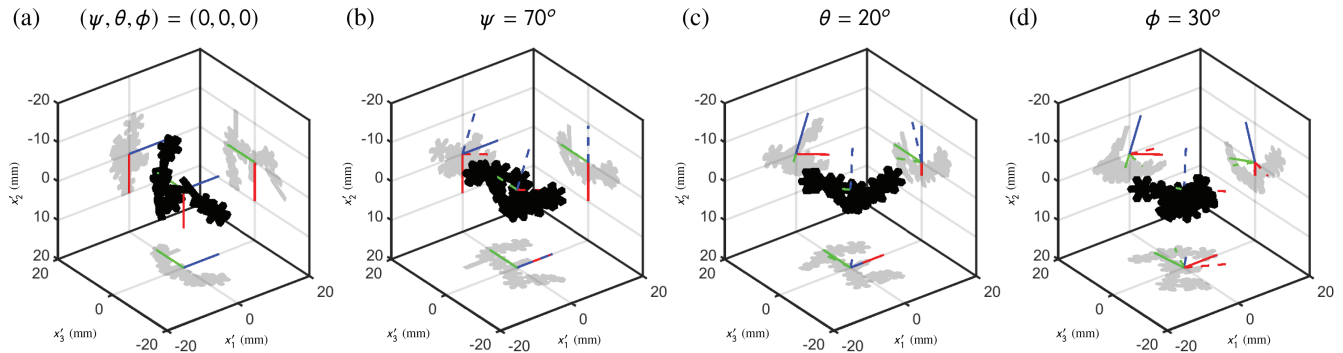 (a) (ψ, θ, ϕ) = (0, 0, 0) (b) ψ = 70° (c) θ = 20° (d) ϕ = 30°
-20 -20 -20 -20
-10 -10 -10 -10
x′₂ (mm) 0 x′₂ (mm) 0 x′₂ (mm) 0 x′₂ (mm) 0
10 10 10 10
20 20 20 20
20 20 20 20 20 20 20 20
0 0 0 0 0 0 0 0
x′₃ (mm) x′₁ (mm) x′₃ (mm) x′₁ (mm) x′₃ (mm) x′₁ (mm) x′₃ (mm) x′₁ (mm)
-20 -20 -20 -20 -20 -20 -20 -20